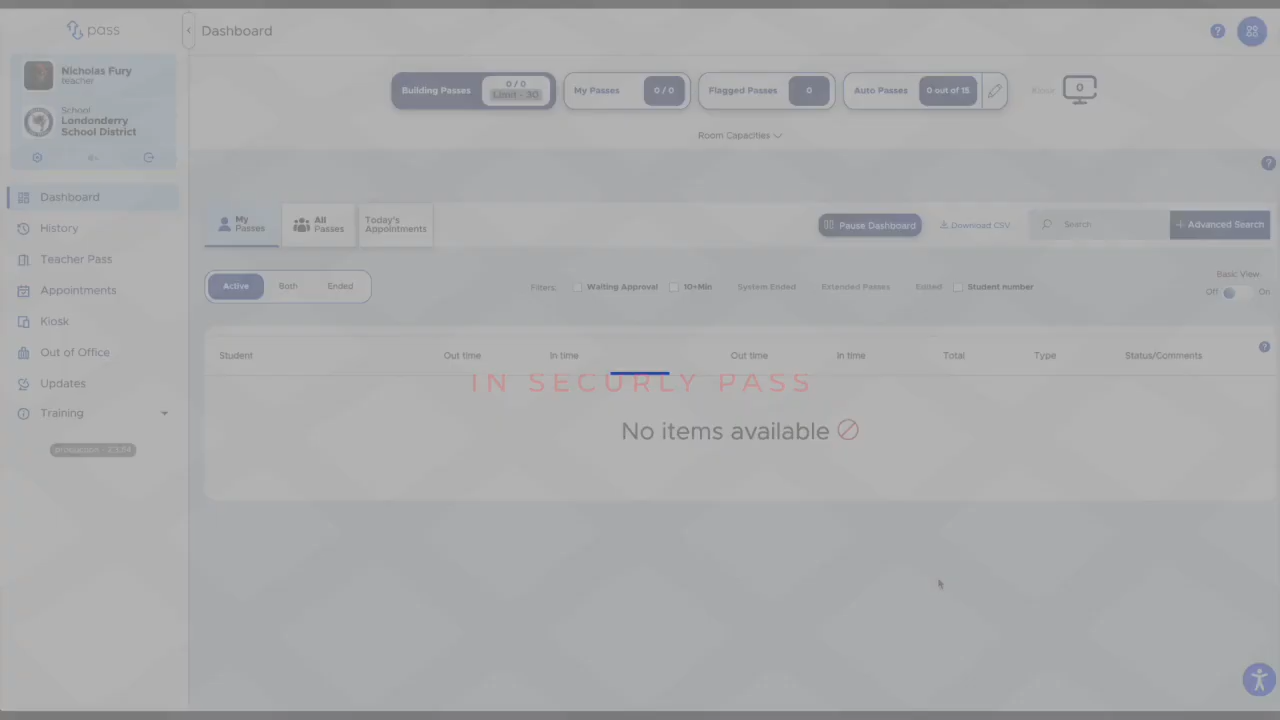 pass
Dashboard
Nicholas Fury
teacher
School
Londonderry
School District
Building Passes
0 / 0
Limit - 30
My Passes
0 / 0
Flagged Passes
0
Auto Passes
0 out of 15
Kiosk
0
Room Capacities
Dashboard
History
Teacher Pass
Appointments
Kiosk
Out of Office
Updates
Training
My
Passes
All
Passes
Today's
Appointments
Pause Dashboard
Download CSV
Search
+ Advanced Search
Active
Both
Ended
Filters:
Waiting Approval
10+Min
System Ended
Extended Passes
Edited
Student number
Basic View
Off
On
Student
Out time
In time
Out time
In time
Total
Type
Status/Comments
IN SECURLY PASS
No items available